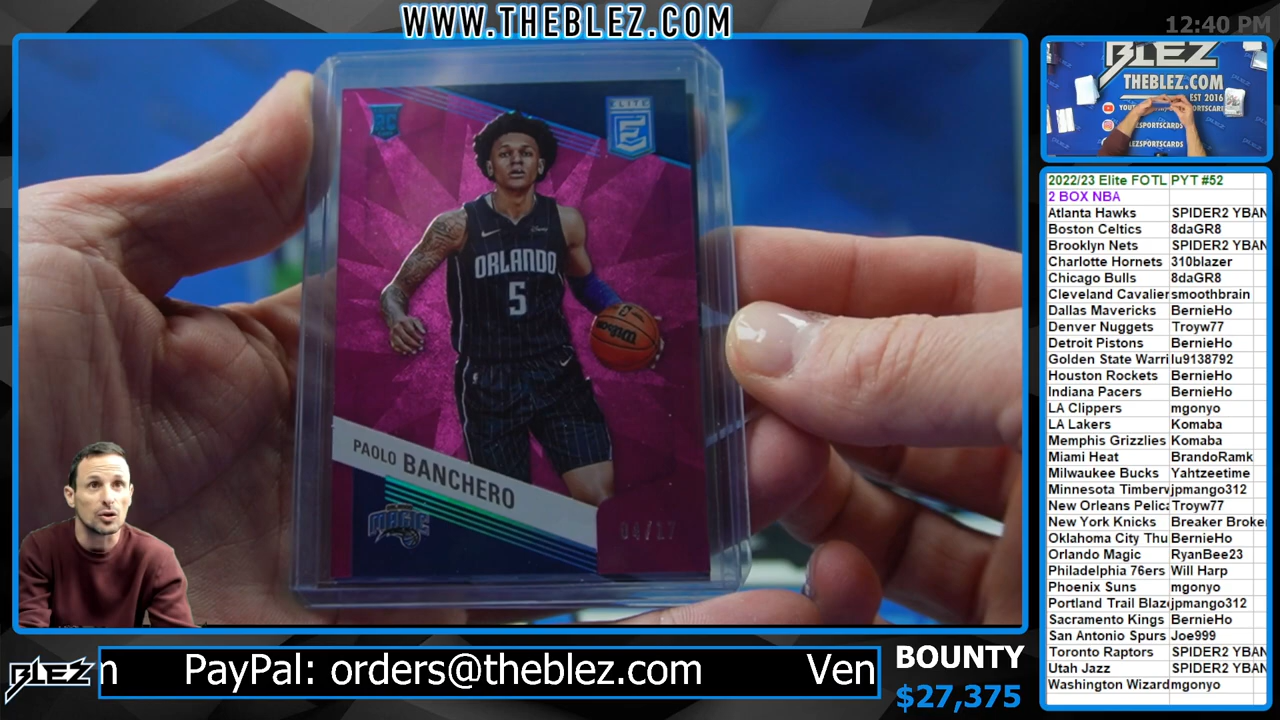 WWW.THEBLEZ.COM
12:40 PM
RC
ELITE
E
ORLANDO
5
Wilson
PAOLO BANCHERO
MAGIC
04/17
BLEZ
THEBLEZ.COM
EST 2016
2022/23 Elite FOTL PYT #52
2 BOX NBA
Atlanta Hawks SPIDER2 YBAN
Boston Celtics 8daGR8
Brooklyn Nets SPIDER2 YBAN
Charlotte Hornets 310blazer
Chicago Bulls 8daGR8
Cleveland Cavalier smoothbrain
Dallas Mavericks BernieHo
Denver Nuggets Troyw77
Detroit Pistons BernieHo
Golden State Warri lu9138792
Houston Rockets BernieHo
Indiana Pacers BernieHo
LA Clippers mgonyo
LA Lakers Komaba
Memphis Grizzlies Komaba
Miami Heat BrandoRamk
Milwaukee Bucks Yahtzeetime
Minnesota Timberv jpmango312
New Orleans Pelica Troyw77
New York Knicks Breaker Broke
Oklahoma City Thu BernieHo
Orlando Magic RyanBee23
Philadelphia 76ers Will Harp
Phoenix Suns mgonyo
Portland Trail Blaz jpmango312
Sacramento Kings BernieHo
San Antonio Spurs Joe999
Toronto Raptors SPIDER2 YBAN
Utah Jazz SPIDER2 YBAN
Washington Wizard mgonyo
BLEZ
m PayPal: orders@theblez.com Ven
BOUNTY
$27,375